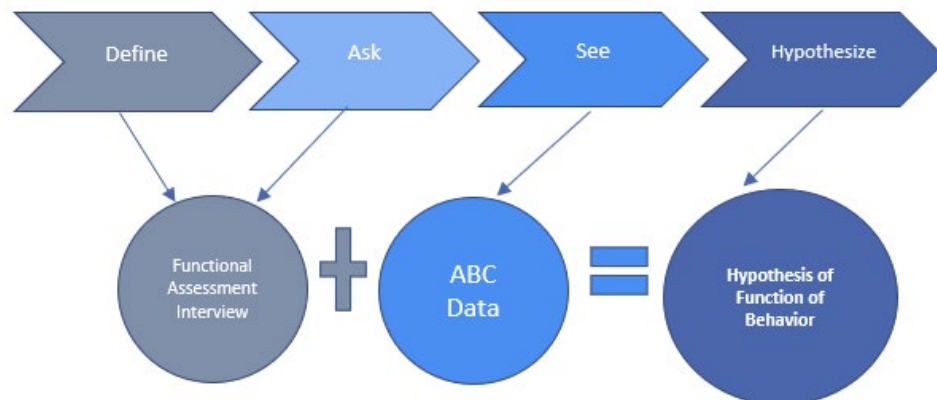 Define
Ask
See
Hypothesize
Functional
Assessment
Interview
ABC
Data
Hypothesis of
Function of
Behavior